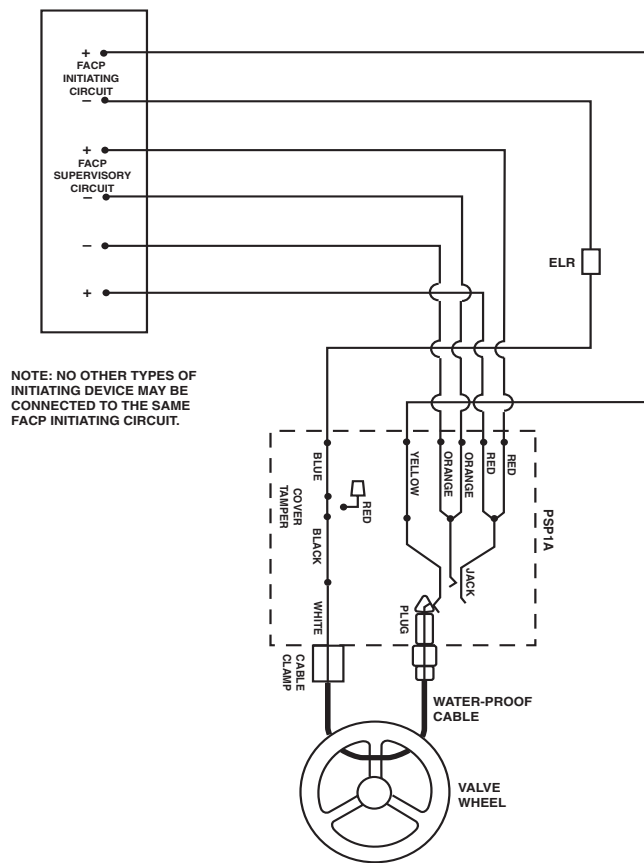 +
FACP
INITIATING
CIRCUIT
−
+
FACP
SUPERVISORY
CIRCUIT
−
−
+
ELR
NOTE: NO OTHER TYPES OF
INITIATING DEVICE MAY BE
CONNECTED TO THE SAME
FACP INITIATING CIRCUIT.
BLUE
COVER
TAMPER
RED
BLACK
WHITE
YELLOW
ORANGE
ORANGE
RED
RED
PSP1A
JACK
PLUG
CABLE
CLAMP
WATER-PROOF
CABLE
VALVE
WHEEL